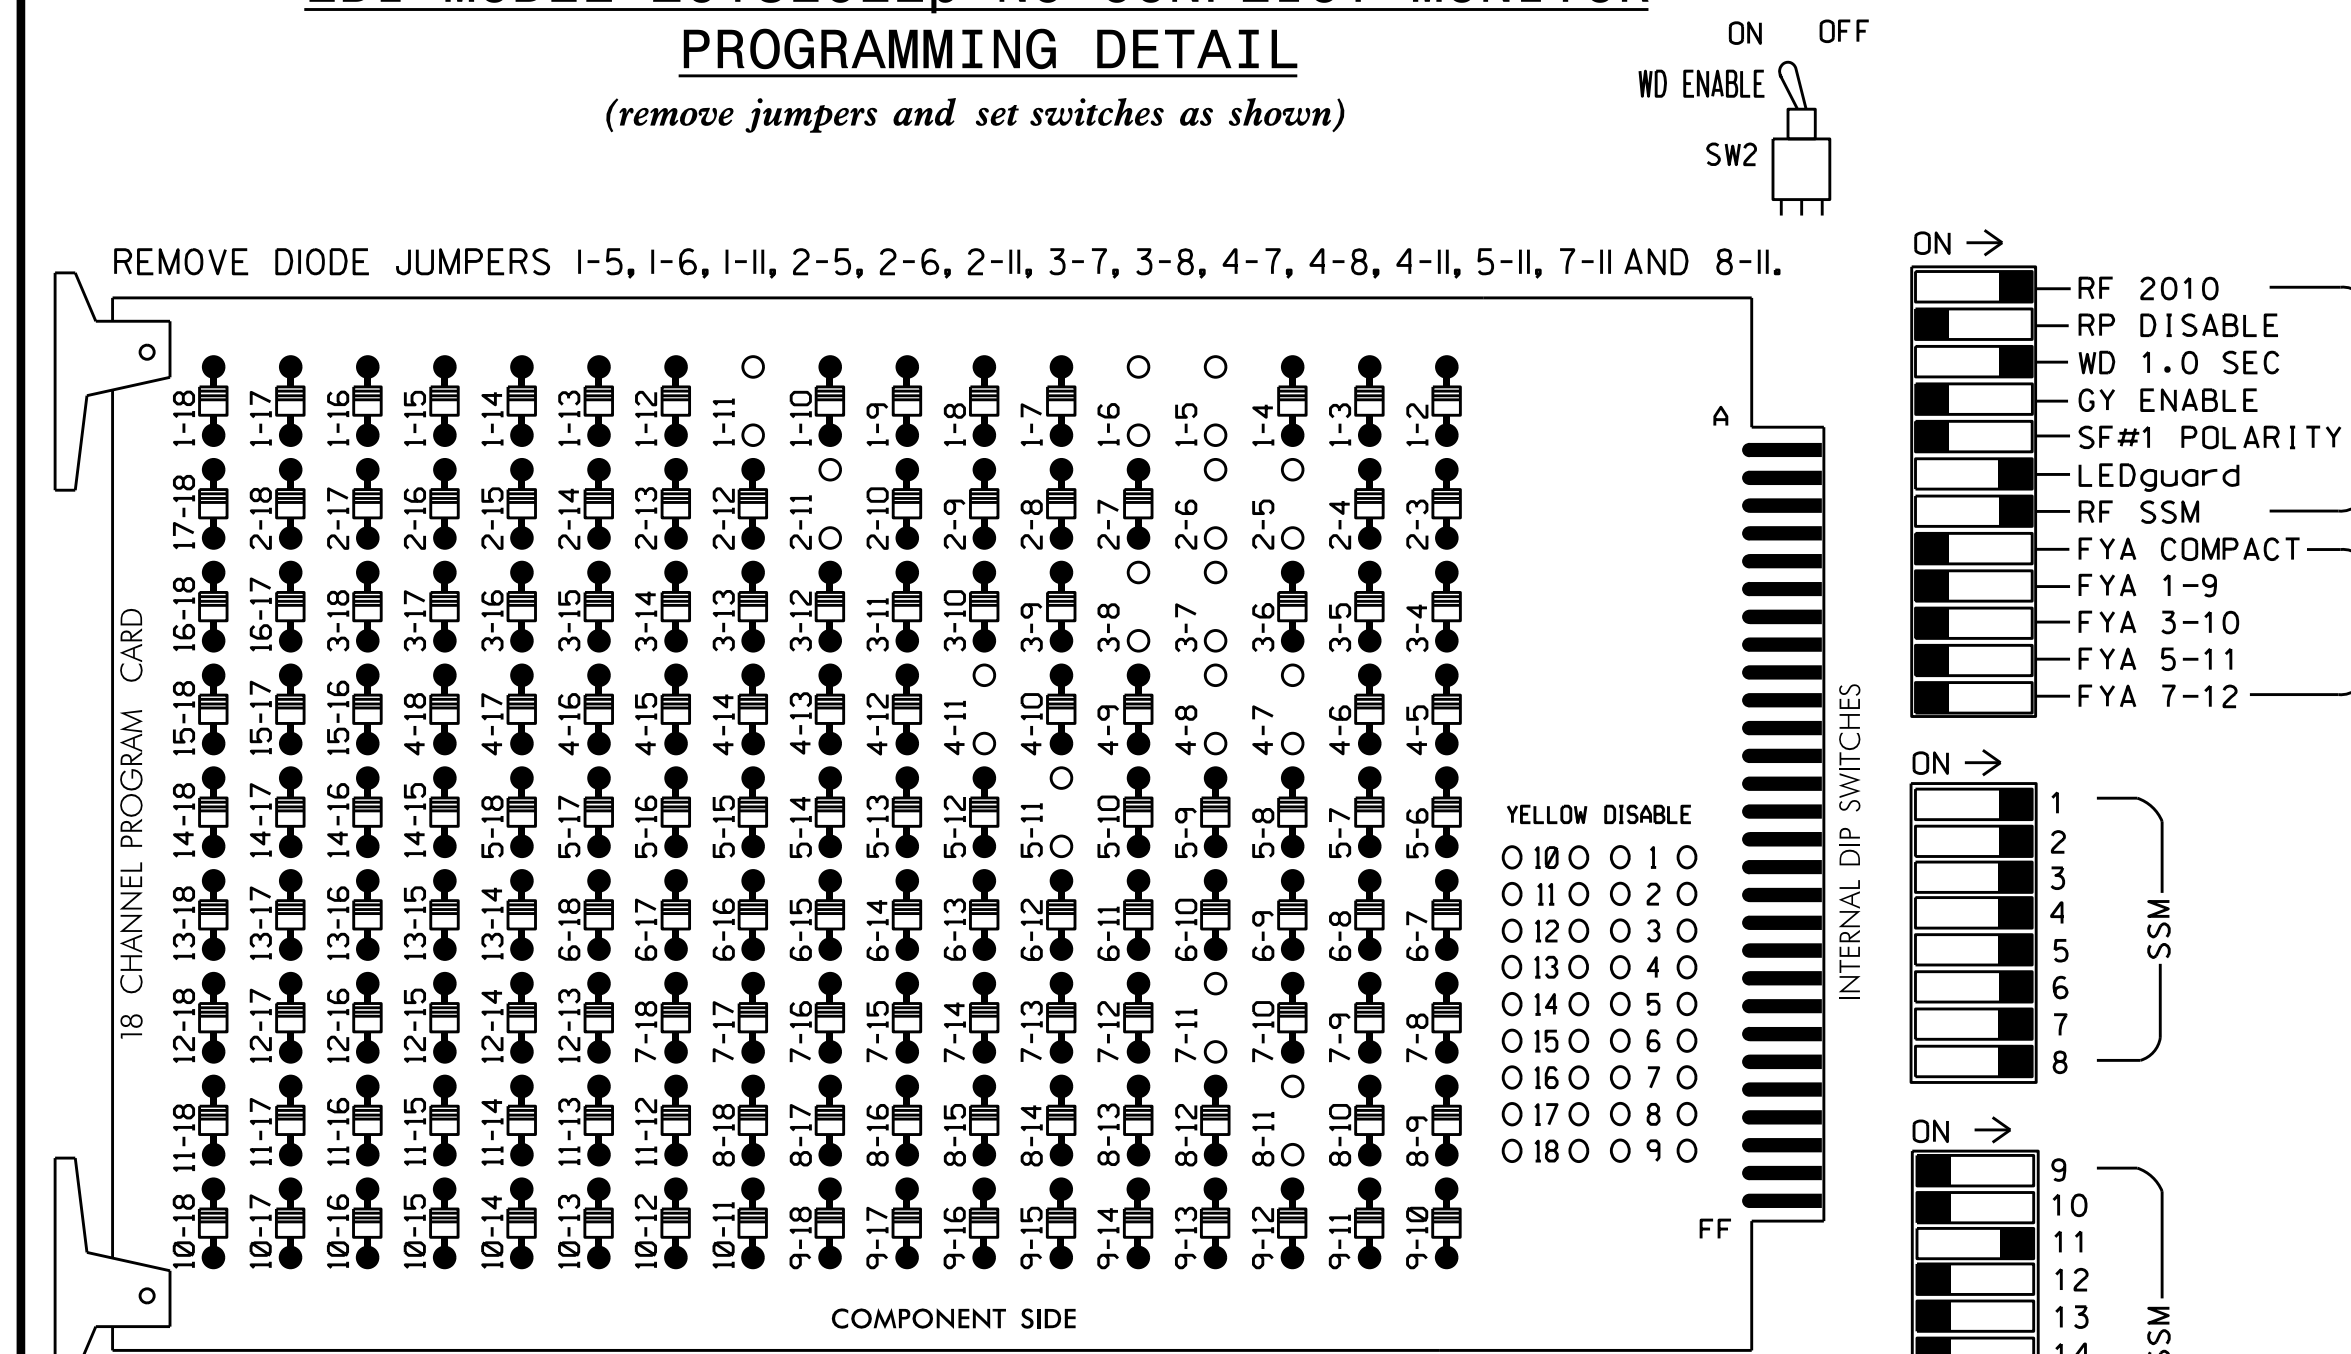 PROGRAMMING DETAIL
(remove jumpers and set switches as shown)
ON OFF
WD ENABLE
SW2
REMOVE DIODE JUMPERS 1-5, 1-6, 1-11, 2-5, 2-6, 2-11, 3-7, 3-8, 4-7, 4-8, 4-11, 5-11, 7-11 AND 8-11.
1-18 1-17 1-16 1-15 1-14 1-13 1-12 1-11 1-10 1-9 1-8 1-7 1-6 1-5 1-4 1-3 1-2
17-18 2-18 2-17 2-16 2-15 2-14 2-13 2-12 2-11 2-10 2-9 2-8 2-7 2-6 2-5 2-4 2-3
16-18 16-17 3-18 3-17 3-16 3-15 3-14 3-13 3-12 3-11 3-10 3-9 3-8 3-7 3-6 3-5 3-4
15-18 15-17 15-16 4-18 4-17 4-16 4-15 4-14 4-13 4-12 4-11 4-10 4-9 4-8 4-7 4-6 4-5
14-18 14-17 14-16 14-15 5-18 5-17 5-16 5-15 5-14 5-13 5-12 5-11 5-10 5-9 5-8 5-7 5-6
13-18 13-17 13-16 13-15 13-14 6-18 6-17 6-16 6-15 6-14 6-13 6-12 6-11 6-10 6-9 6-8 6-7
12-18 12-17 12-16 12-15 12-14 12-13 7-18 7-17 7-16 7-15 7-14 7-13 7-12 7-11 7-10 7-9 7-8
11-18 11-17 11-16 11-15 11-14 11-13 11-12 8-18 8-17 8-16 8-15 8-14 8-13 8-12 8-11 8-10 8-9
10-18 10-17 10-16 10-15 10-14 10-13 10-12 10-11 9-18 9-17 9-16 9-15 9-14 9-13 9-12 9-11 9-10
18 CHANNEL PROGRAM CARD
COMPONENT SIDE
YELLOW DISABLE
10 1
11 2
12 3
13 4
14 5
15 6
16 7
17 8
18 9
A
FF
INTERNAL DIP SWITCHES
ON
RF 2010
RP DISABLE
WD 1.0 SEC
GY ENABLE
SF#1 POLARITY
LEDguard
RF SSM
FYA COMPACT
FYA 1-9
FYA 3-10
FYA 5-11
FYA 7-12
ON
1
2
3
4
5
6
7
8
SSM
ON
9
10
11
12
13
14
SSM